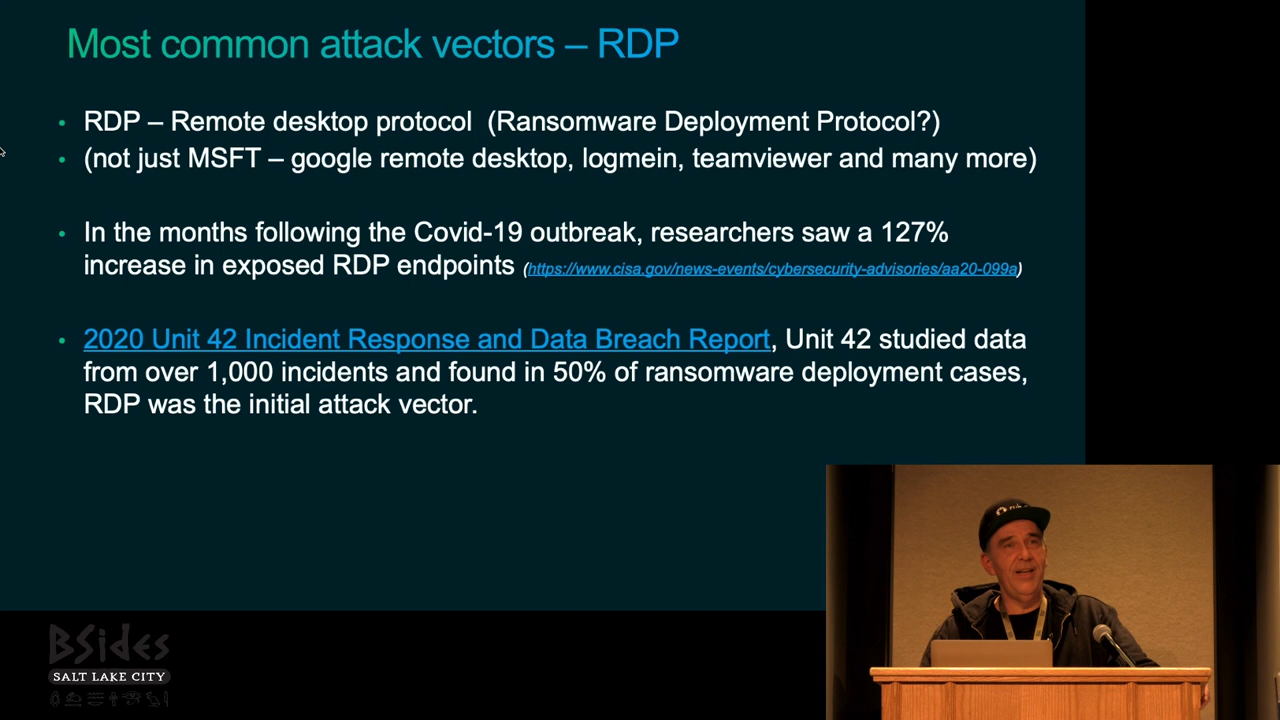 Most common attack vectors – RDP
• RDP – Remote desktop protocol (Ransomware Deployment Protocol?)
• (not just MSFT – google remote desktop, logmein, teamviewer and many more)
• In the months following the Covid-19 outbreak, researchers saw a 127%
increase in exposed RDP endpoints (https://www.cisa.gov/news-events/cybersecurity-advisories/aa20-099a)
• 2020 Unit 42 Incident Response and Data Breach Report, Unit 42 studied data
from over 1,000 incidents and found in 50% of ransomware deployment cases,
RDP was the initial attack vector.
BSides
SALT LAKE CITY